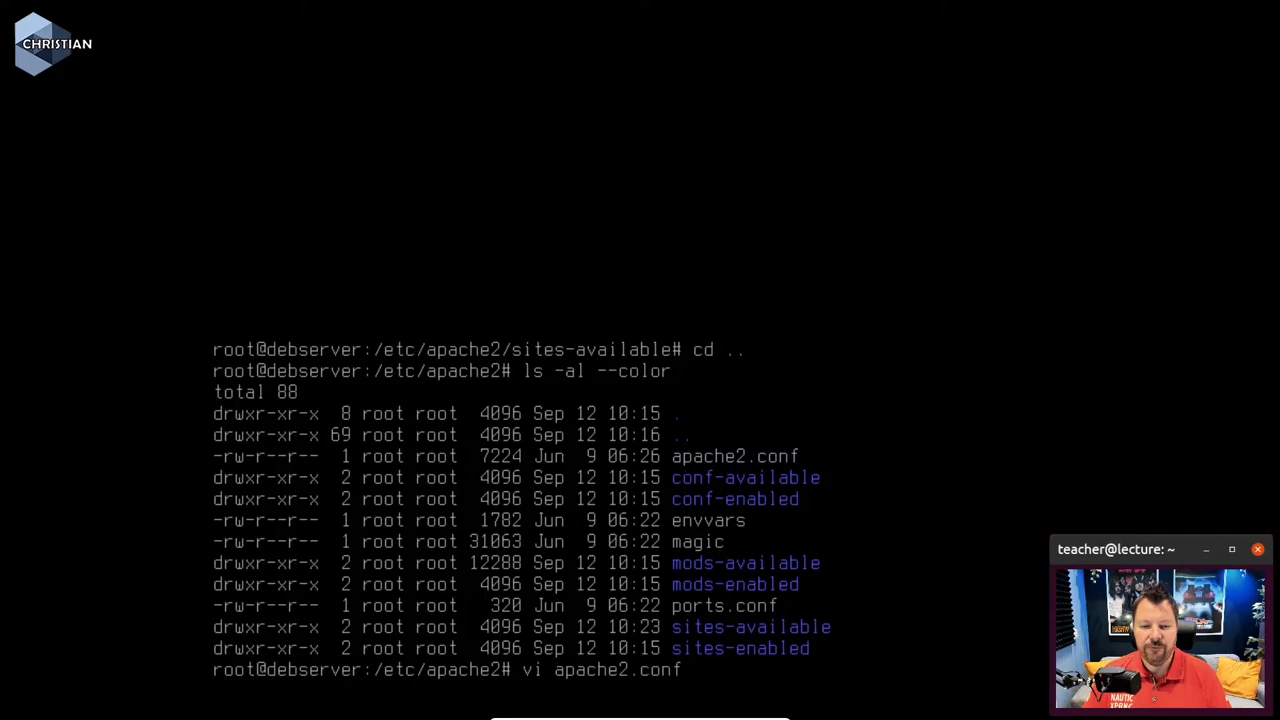 CHRISTIAN
root@debserver:/etc/apache2/sites-available# cd ..
root@debserver:/etc/apache2# ls -al --color
total 88
drwxr-xr-x 8 root root 4096 Sep 12 10:15 .
drwxr-xr-x 69 root root 4096 Sep 12 10:16 ..
-rw-r--r-- 1 root root 7224 Jun 9 06:26 apache2.conf
drwxr-xr-x 2 root root 4096 Sep 12 10:15 conf-available
drwxr-xr-x 2 root root 4096 Sep 12 10:15 conf-enabled
-rw-r--r-- 1 root root 1782 Jun 9 06:22 envvars
-rw-r--r-- 1 root root 31063 Jun 9 06:22 magic
drwxr-xr-x 2 root root 12288 Sep 12 10:15 mods-available
drwxr-xr-x 2 root root 4096 Sep 12 10:15 mods-enabled
-rw-r--r-- 1 root root 320 Jun 9 06:22 ports.conf
drwxr-xr-x 2 root root 4096 Sep 12 10:23 sites-available
drwxr-xr-x 2 root root 4096 Sep 12 10:15 sites-enabled
root@debserver:/etc/apache2# vi apache2.conf
teacher@lecture: ~
NAUTIC